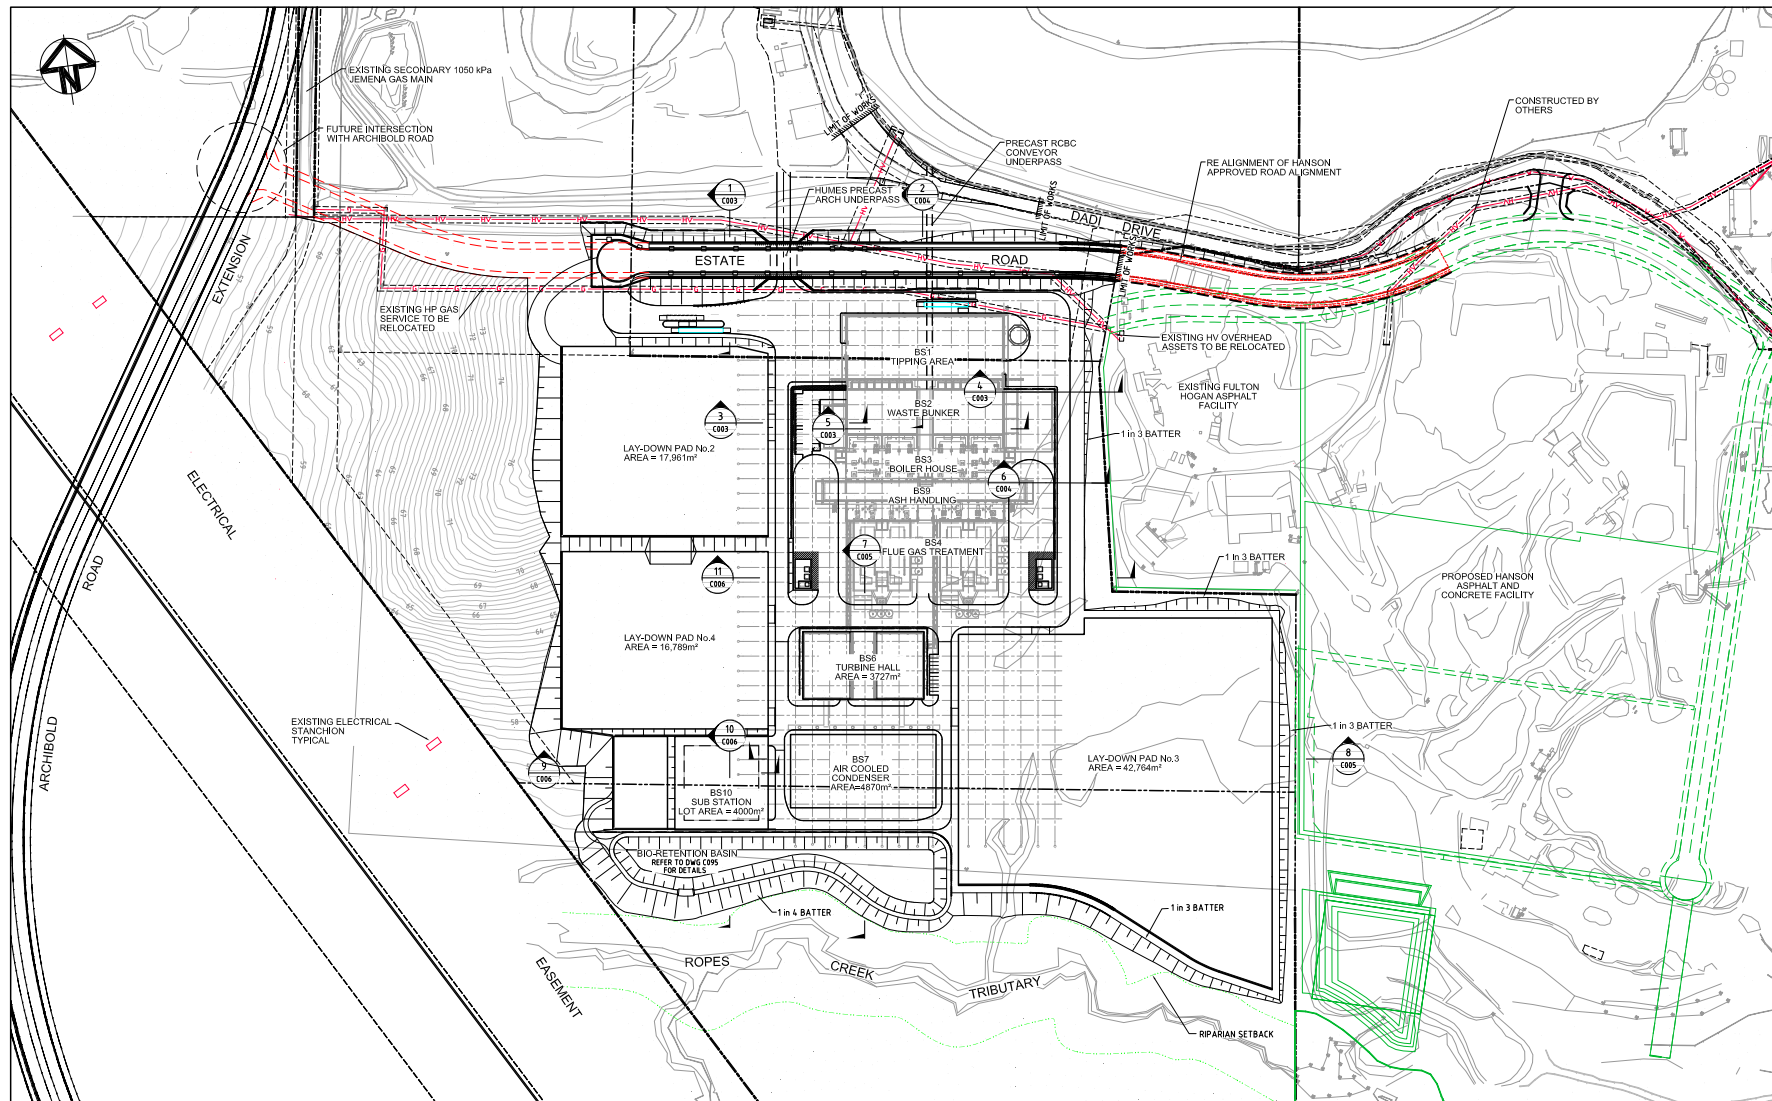 N
EXISTING SECONDARY 1050 kPa
JEMENA GAS MAIN
FUTURE INTERSECTION
WITH ARCHIBOLD ROAD
LIMIT OF WORKS
PRECAST RCBC
CONVEYOR
UNDERPASS
CONSTRUCTED BY
OTHERS
RE ALIGNMENT OF HANSON
APPROVED ROAD ALIGNMENT
HUMES PRECAST
ARCH UNDERPASS
1
C003
2
C004
LIMIT OF WORKS
DADI
DRIVE
LIMIT OF WORKS
ESTATE
ROAD
EXTENSION
EXISTING HP GAS
SERVICE TO BE
RELOCATED
EXISTING HV OVERHEAD
ASSETS TO BE RELOCATED
BS1
TIPPING AREA
EXISTING FULTON
HOGAN ASPHALT
FACILITY
4
C003
BS2
WASTE BUNKER
3
C003
5
C003
1 in 3 BATTER
LAY-DOWN PAD No.2
AREA = 17,961m²
BS3
BOILER HOUSE
6
C004
BS9
ASH HANDLING
ELECTRICAL
BS4
FLUE GAS TREATMENT
7
C005
1 in 3 BATTER
11
C006
ROAD
PROPOSED HANSON
ASPHALT AND
CONCRETE FACILITY
LAY-DOWN PAD No.4
AREA = 16,789m²
BS6
TURBINE HALL
AREA = 3727m²
EXISTING ELECTRICAL
STANCHION
TYPICAL
1 in 3 BATTER
10
C006
ARCHIBOLD
8
C005
LAY-DOWN PAD No.3
AREA = 42,764m²
BS7
AIR COOLED
CONDENSER
AREA=4870m²
9
C006
BS10
SUB STATION
LOT AREA = 4000m²
BIO-RETENTION BASIN
REFER TO DWG C095
FOR DETAILS
1 in 4 BATTER
1 in 3 BATTER
ROPES
CREEK
TRIBUTARY
EASEMENT
RIPARIAN SETBACK